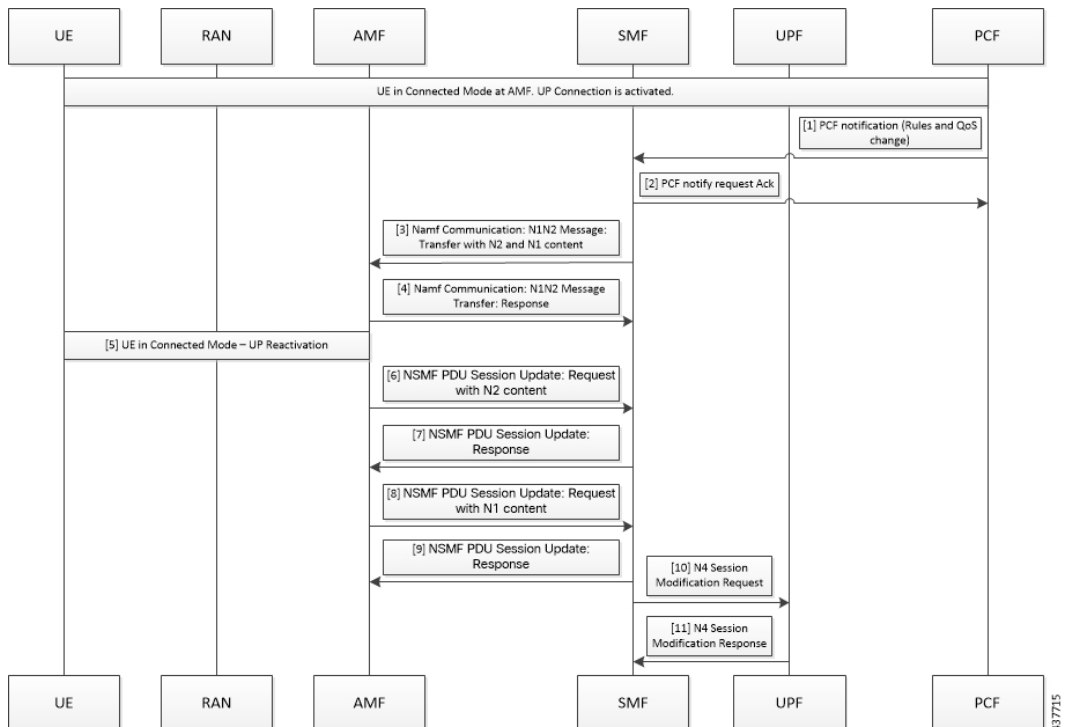 UE
RAN
AMF
SMF
UPF
PCF
UE in Connected Mode at AMF. UP Connection is activated.
[1] PCF notification (Rules and QoS
change)
[2] PCF notify request Ack
[3] Namf Communication: N1N2 Message:
Transfer with N2 and N1 content
[4] Namf Communication: N1N2 Message
Transfer: Response
[5] UE in Connected Mode – UP Reactivation
[6] NSMF PDU Session Update: Request
with N2 content
[7] NSMF PDU Session Update:
Response
[8] NSMF PDU Session Update: Request
with N1 content
[9] NSMF PDU Session Update:
Response
[10] N4 Session
Modification Request
[11] N4 Session
Modification Response
UE
RAN
AMF
SMF
UPF
PCF